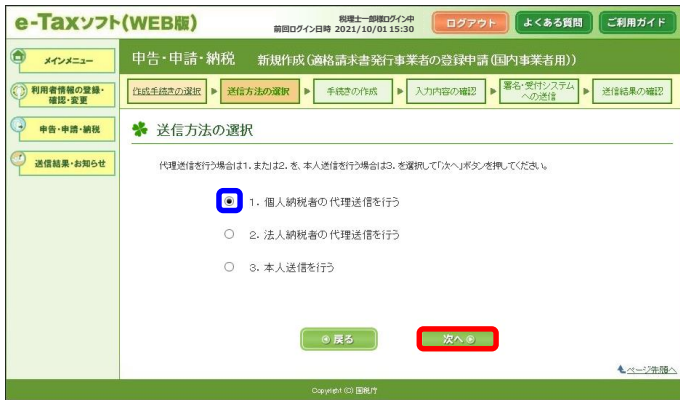 e-Taxソフト(WEB版)
税理士一郎様ログイン中
前回ログイン日時 2021/10/01 15:30
ログアウト
よくある質問
ご利用ガイド
メインメニュー
利用者情報の登録・
確認・変更
申告・申請・納税
送信結果・お知らせ
申告・申請・納税 新規作成(適格請求書発行事業者の登録申請(国内事業者用))
作成手続きの選択
送信方法の選択
手続きの作成
入力内容の確認
署名・受付システム
への送信
送信結果の確認
送信方法の選択
代理送信を行う場合は1.または2.を、本人送信を行う場合は3.を選択して「次へ」ボタンを押してください。
1. 個人納税者の代理送信を行う
2. 法人納税者の代理送信を行う
3. 本人送信を行う
戻る
次へ
ページ先頭へ
Copyright (C) 国税庁